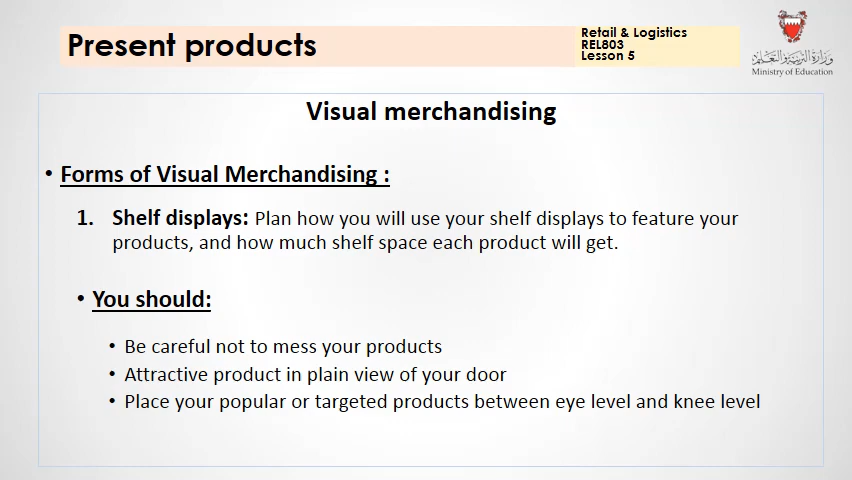 Present products
Retail & Logistics
REL803
Lesson 5
وزارة التربية والتعليم
Ministry of Education
Visual merchandising
• Forms of Visual Merchandising :
1. Shelf displays: Plan how you will use your shelf displays to feature your
products, and how much shelf space each product will get.
• You should:
• Be careful not to mess your products
• Attractive product in plain view of your door
• Place your popular or targeted products between eye level and knee level